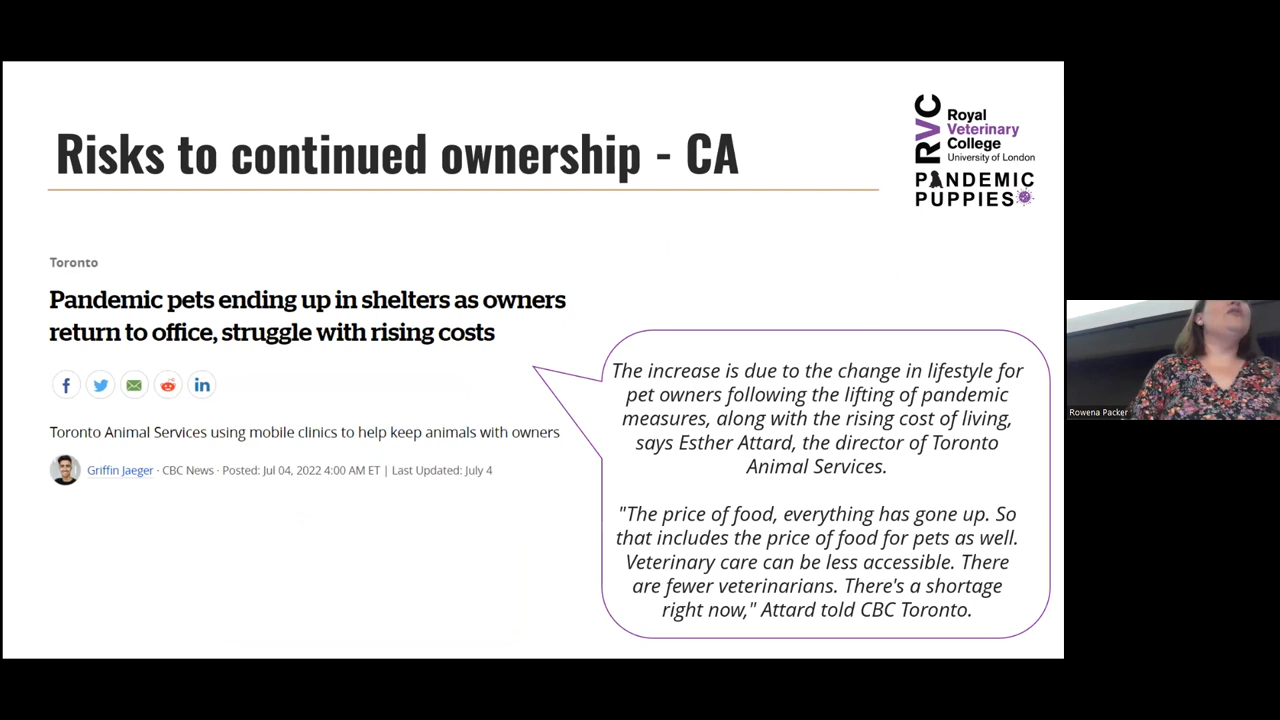 Risks to continued ownership - CA
RVC
Royal
Veterinary
College
University of London
PANDEMIC
PUPPIES
Toronto
Pandemic pets ending up in shelters as owners
return to office, struggle with rising costs
Toronto Animal Services using mobile clinics to help keep animals with owners
Griffin Jaeger · CBC News · Posted: Jul 04, 2022 4:00 AM ET | Last Updated: July 4
The increase is due to the change in lifestyle for
pet owners following the lifting of pandemic
measures, along with the rising cost of living,
says Esther Attard, the director of Toronto
Animal Services.
"The price of food, everything has gone up. So
that includes the price of food for pets as well.
Veterinary care can be less accessible. There
are fewer veterinarians. There's a shortage
right now," Attard told CBC Toronto.
Rowena Packer